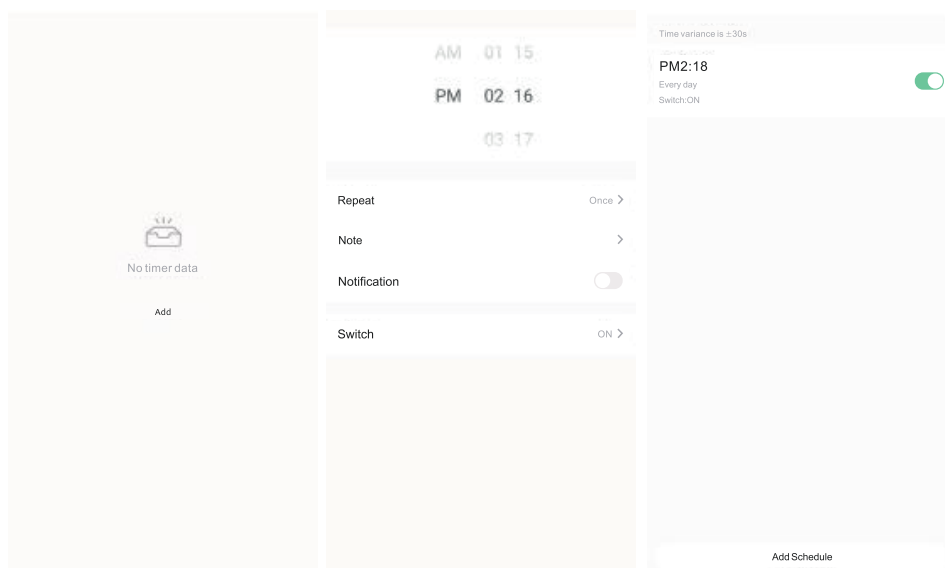 No timer data
Add
AM 01 15
PM 02 16
03 17
Repeat Once
Note
Notification
Switch ON
Time variance is ±30s
PM2:18
Every day
Switch:ON
Add Schedule